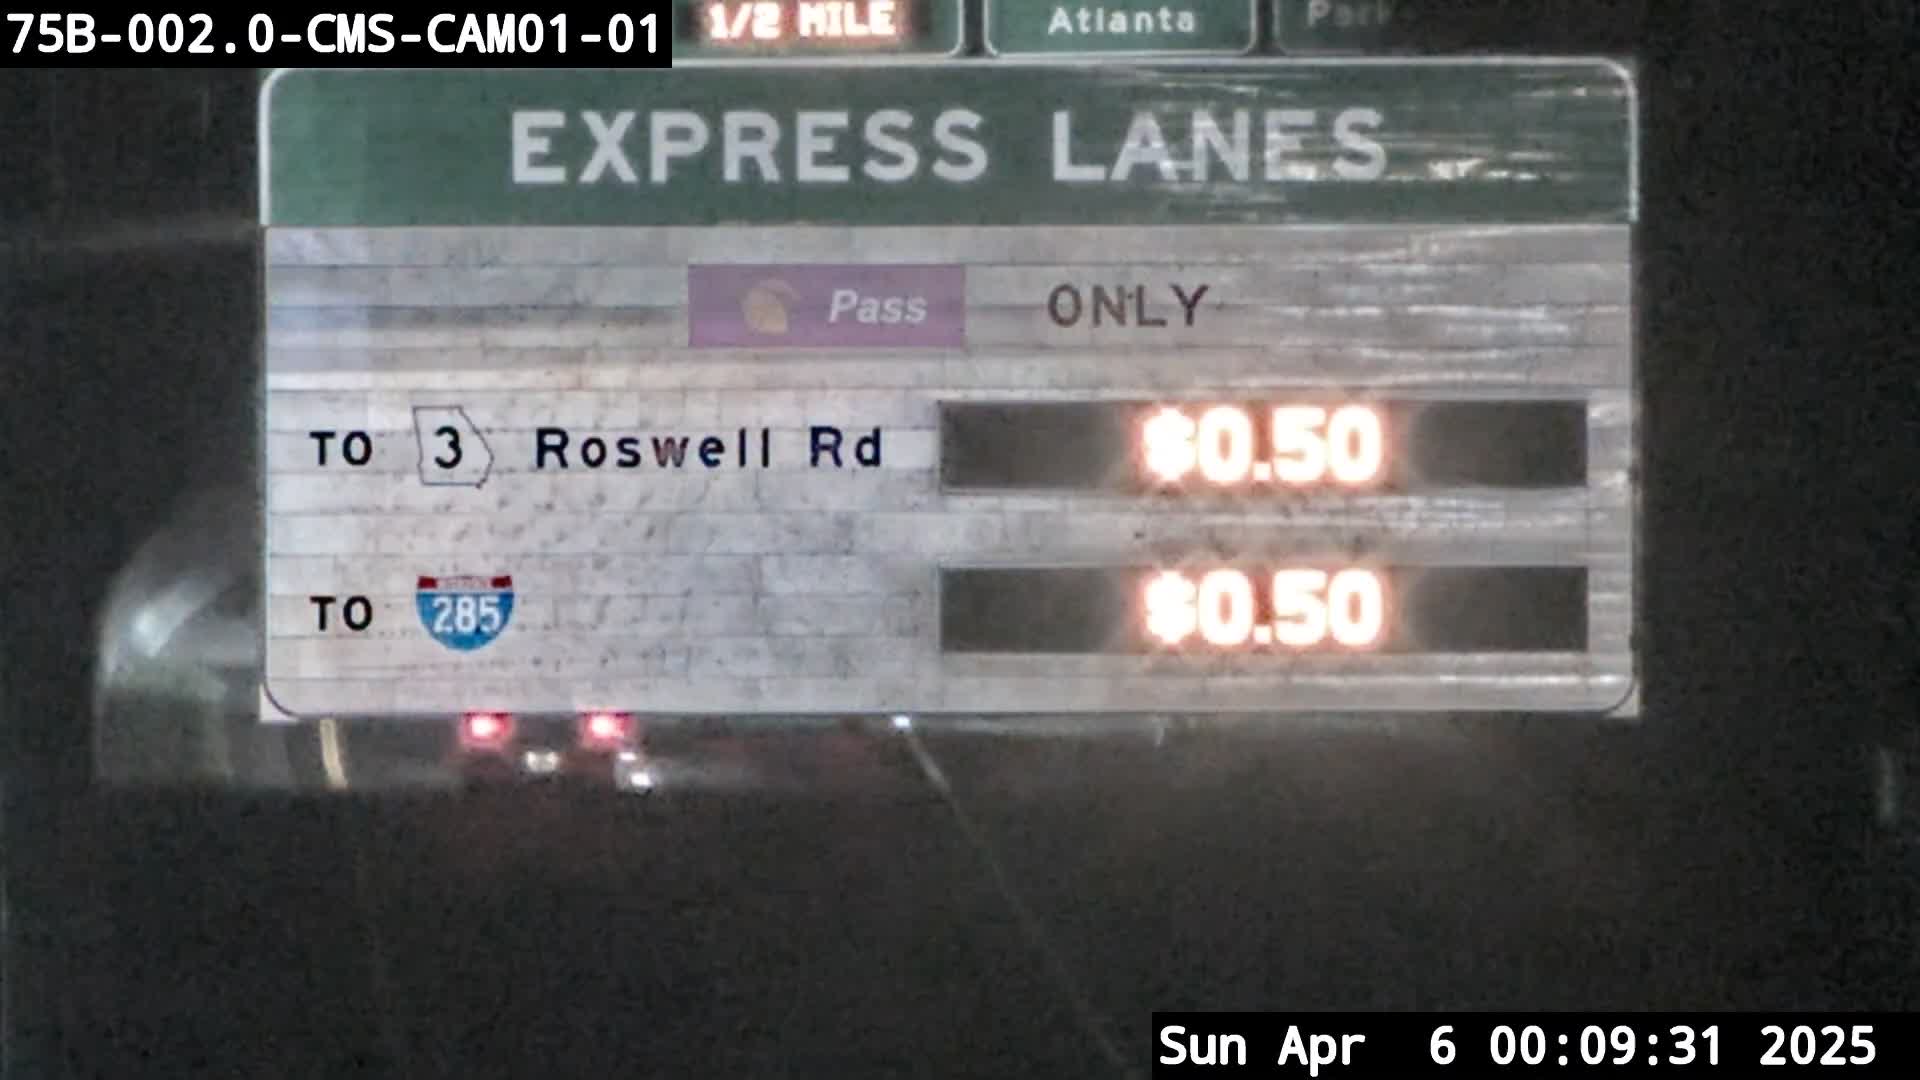 75B-002.0-CMS-CAM01-01
1/2 MILE
Atlanta
EXPRESS LANES
Pass ONLY
TO 3 Roswell Rd $0.50
TO 285 $0.50
Sun Apr 6 00:09:31 2025